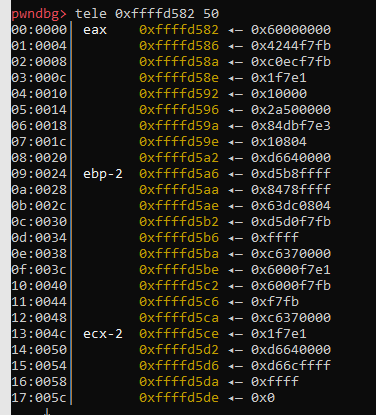 pwndbg> tele 0xffffd582 50
00:0000│ eax 0xffffd582 ◂— 0x60000000
01:0004│ 0xffffd586 ◂— 0x4244f7fb
02:0008│ 0xffffd58a ◂— 0xc0ecf7fb
03:000c│ 0xffffd58e ◂— 0x1f7e1
04:0010│ 0xffffd592 ◂— 0x10000
05:0014│ 0xffffd596 ◂— 0x2a500000
06:0018│ 0xffffd59a ◂— 0x84dbf7e3
07:001c│ 0xffffd59e ◂— 0x10804
08:0020│ 0xffffd5a2 ◂— 0xd6640000
09:0024│ ebp-2 0xffffd5a6 ◂— 0xd5b8ffff
0a:0028│ 0xffffd5aa ◂— 0x8478ffff
0b:002c│ 0xffffd5ae ◂— 0x63dc0804
0c:0030│ 0xffffd5b2 ◂— 0xd5d0f7fb
0d:0034│ 0xffffd5b6 ◂— 0xffff
0e:0038│ 0xffffd5ba ◂— 0xc6370000
0f:003c│ 0xffffd5be ◂— 0x6000f7e1
10:0040│ 0xffffd5c2 ◂— 0x6000f7fb
11:0044│ 0xffffd5c6 ◂— 0xf7fb
12:0048│ 0xffffd5ca ◂— 0xc6370000
13:004c│ ecx-2 0xffffd5ce ◂— 0x1f7e1
14:0050│ 0xffffd5d2 ◂— 0xd6640000
15:0054│ 0xffffd5d6 ◂— 0xd66cffff
16:0058│ 0xffffd5da ◂— 0xffff
17:005c│ 0xffffd5de ◂— 0x0